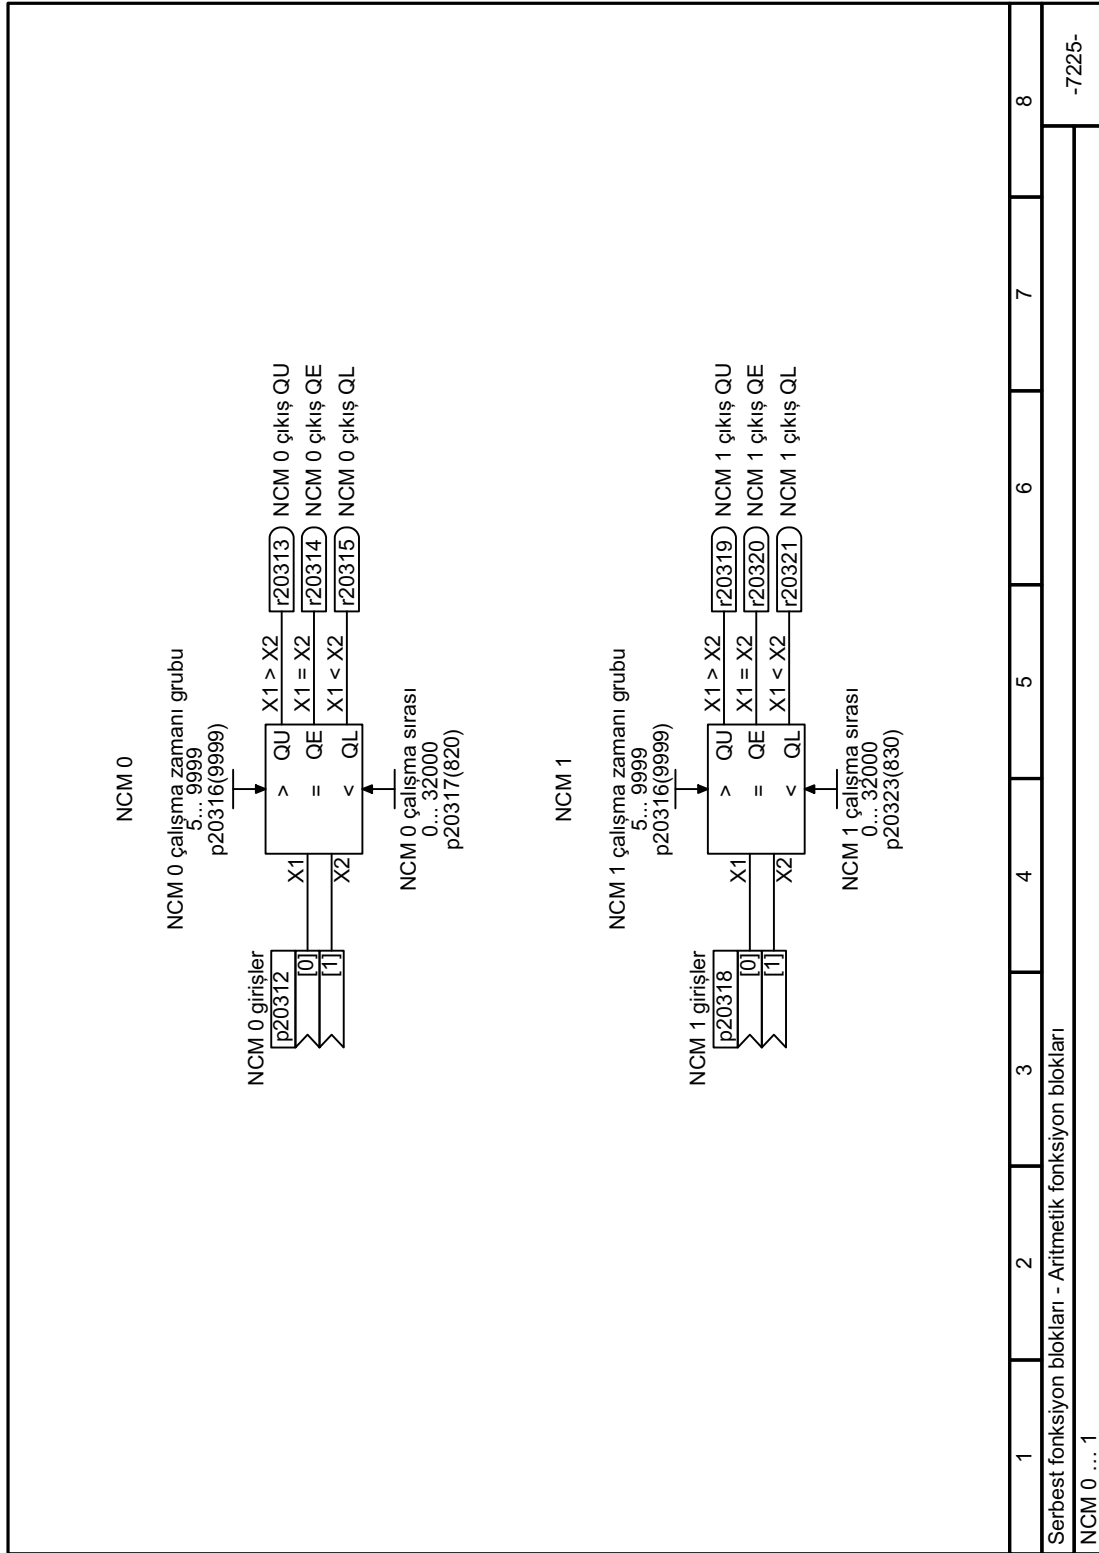 NCM 0
NCM 0 çalışma zamanı grubu
5... 9999
p20316(9999)
NCM 0 girişler
p20312
[0]
[1]
X1
X2
> QU
= QE
< QL
X1 > X2
X1 = X2
X1 < X2
r20313 NCM 0 çıkış QU
r20314 NCM 0 çıkış QE
r20315 NCM 0 çıkış QL
NCM 0 çalışma sırası
0... 32000
p20317(820)
NCM 1
NCM 1 çalışma zamanı grubu
5... 9999
p20316(9999)
NCM 1 girişler
p20318
[0]
[1]
X1
X2
> QU
= QE
< QL
X1 > X2
X1 = X2
X1 < X2
r20319 NCM 1 çıkış QU
r20320 NCM 1 çıkış QE
r20321 NCM 1 çıkış QL
NCM 1 çalışma sırası
0... 32000
p20323(830)
1 2 3 4 5 6 7 8
Serbest fonksiyon blokları - Aritmetik fonksiyon blokları
-7225-
NCM 0 ... 1